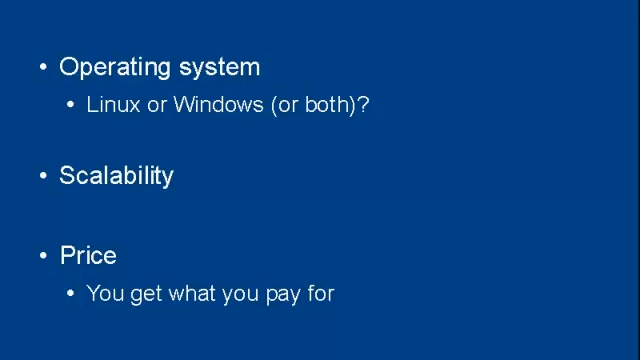 • Operating system
• Linux or Windows (or both)?
• Scalability
• Price
• You get what you pay for